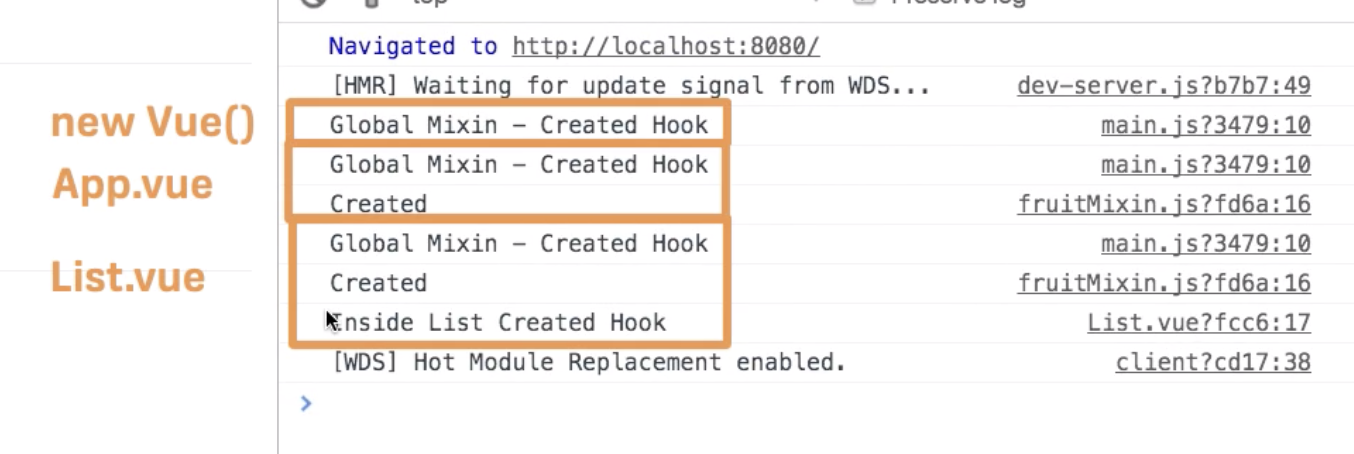 top Preserve log
Navigated to http://localhost:8080/
[HMR] Waiting for update signal from WDS... dev-server.js?b7b7:49
new Vue() Global Mixin - Created Hook main.js?3479:10
App.vue Global Mixin - Created Hook main.js?3479:10
Created fruitMixin.js?fd6a:16
Global Mixin - Created Hook main.js?3479:10
List.vue Created fruitMixin.js?fd6a:16
Inside List Created Hook List.vue?fcc6:17
[WDS] Hot Module Replacement enabled. client?cd17:38